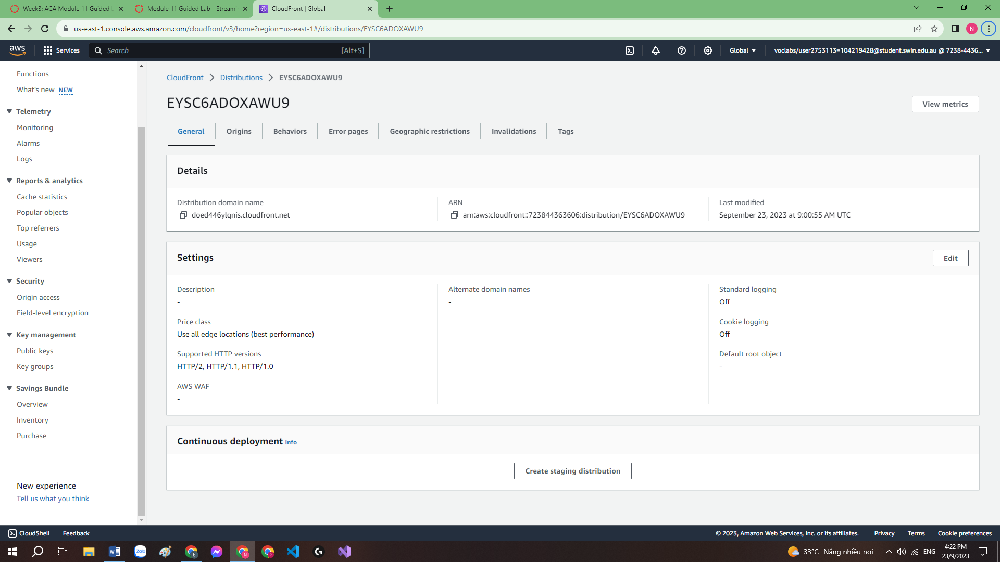 Week3: ACA Module 11 Guided L
Module 11 Guided Lab - Streamin
CloudFront | Global
us-east-1.console.aws.amazon.com/cloudfront/v3/home?region=us-east-1#/distributions/EYSC6ADOXAWU9
N
aws
Services
Search
[Alt+S]
Global
voclabs/user2753113=104219428@student.swin.edu.au @ 7238-4436...
Functions
What's new NEW
Telemetry
Monitoring
Alarms
Logs
Reports & analytics
Cache statistics
Popular objects
Top referrers
Usage
Viewers
Security
Origin access
Field-level encryption
Key management
Public keys
Key groups
Savings Bundle
Overview
Inventory
Purchase
New experience
Tell us what you think
CloudFront
Distributions
EYSC6ADOXAWU9
EYSC6ADOXAWU9
View metrics
General
Origins
Behaviors
Error pages
Geographic restrictions
Invalidations
Tags
Details
Distribution domain name
doed446ylqnis.cloudfront.net
ARN
arn:aws:cloudfront::723844363606:distribution/EYSC6ADOXAWU9
Last modified
September 23, 2023 at 9:00:55 AM UTC
Settings
Edit
Description
-
Price class
Use all edge locations (best performance)
Supported HTTP versions
HTTP/2, HTTP/1.1, HTTP/1.0
AWS WAF
-
Alternate domain names
-
Standard logging
Off
Cookie logging
Off
Default root object
-
Continuous deployment Info
Create staging distribution
CloudShell
Feedback
© 2023, Amazon Web Services, Inc. or its affiliates.
Privacy
Terms
Cookie preferences
Zalo
33°C Nắng nhiều nơi
ENG
4:22 PM
23/9/2023